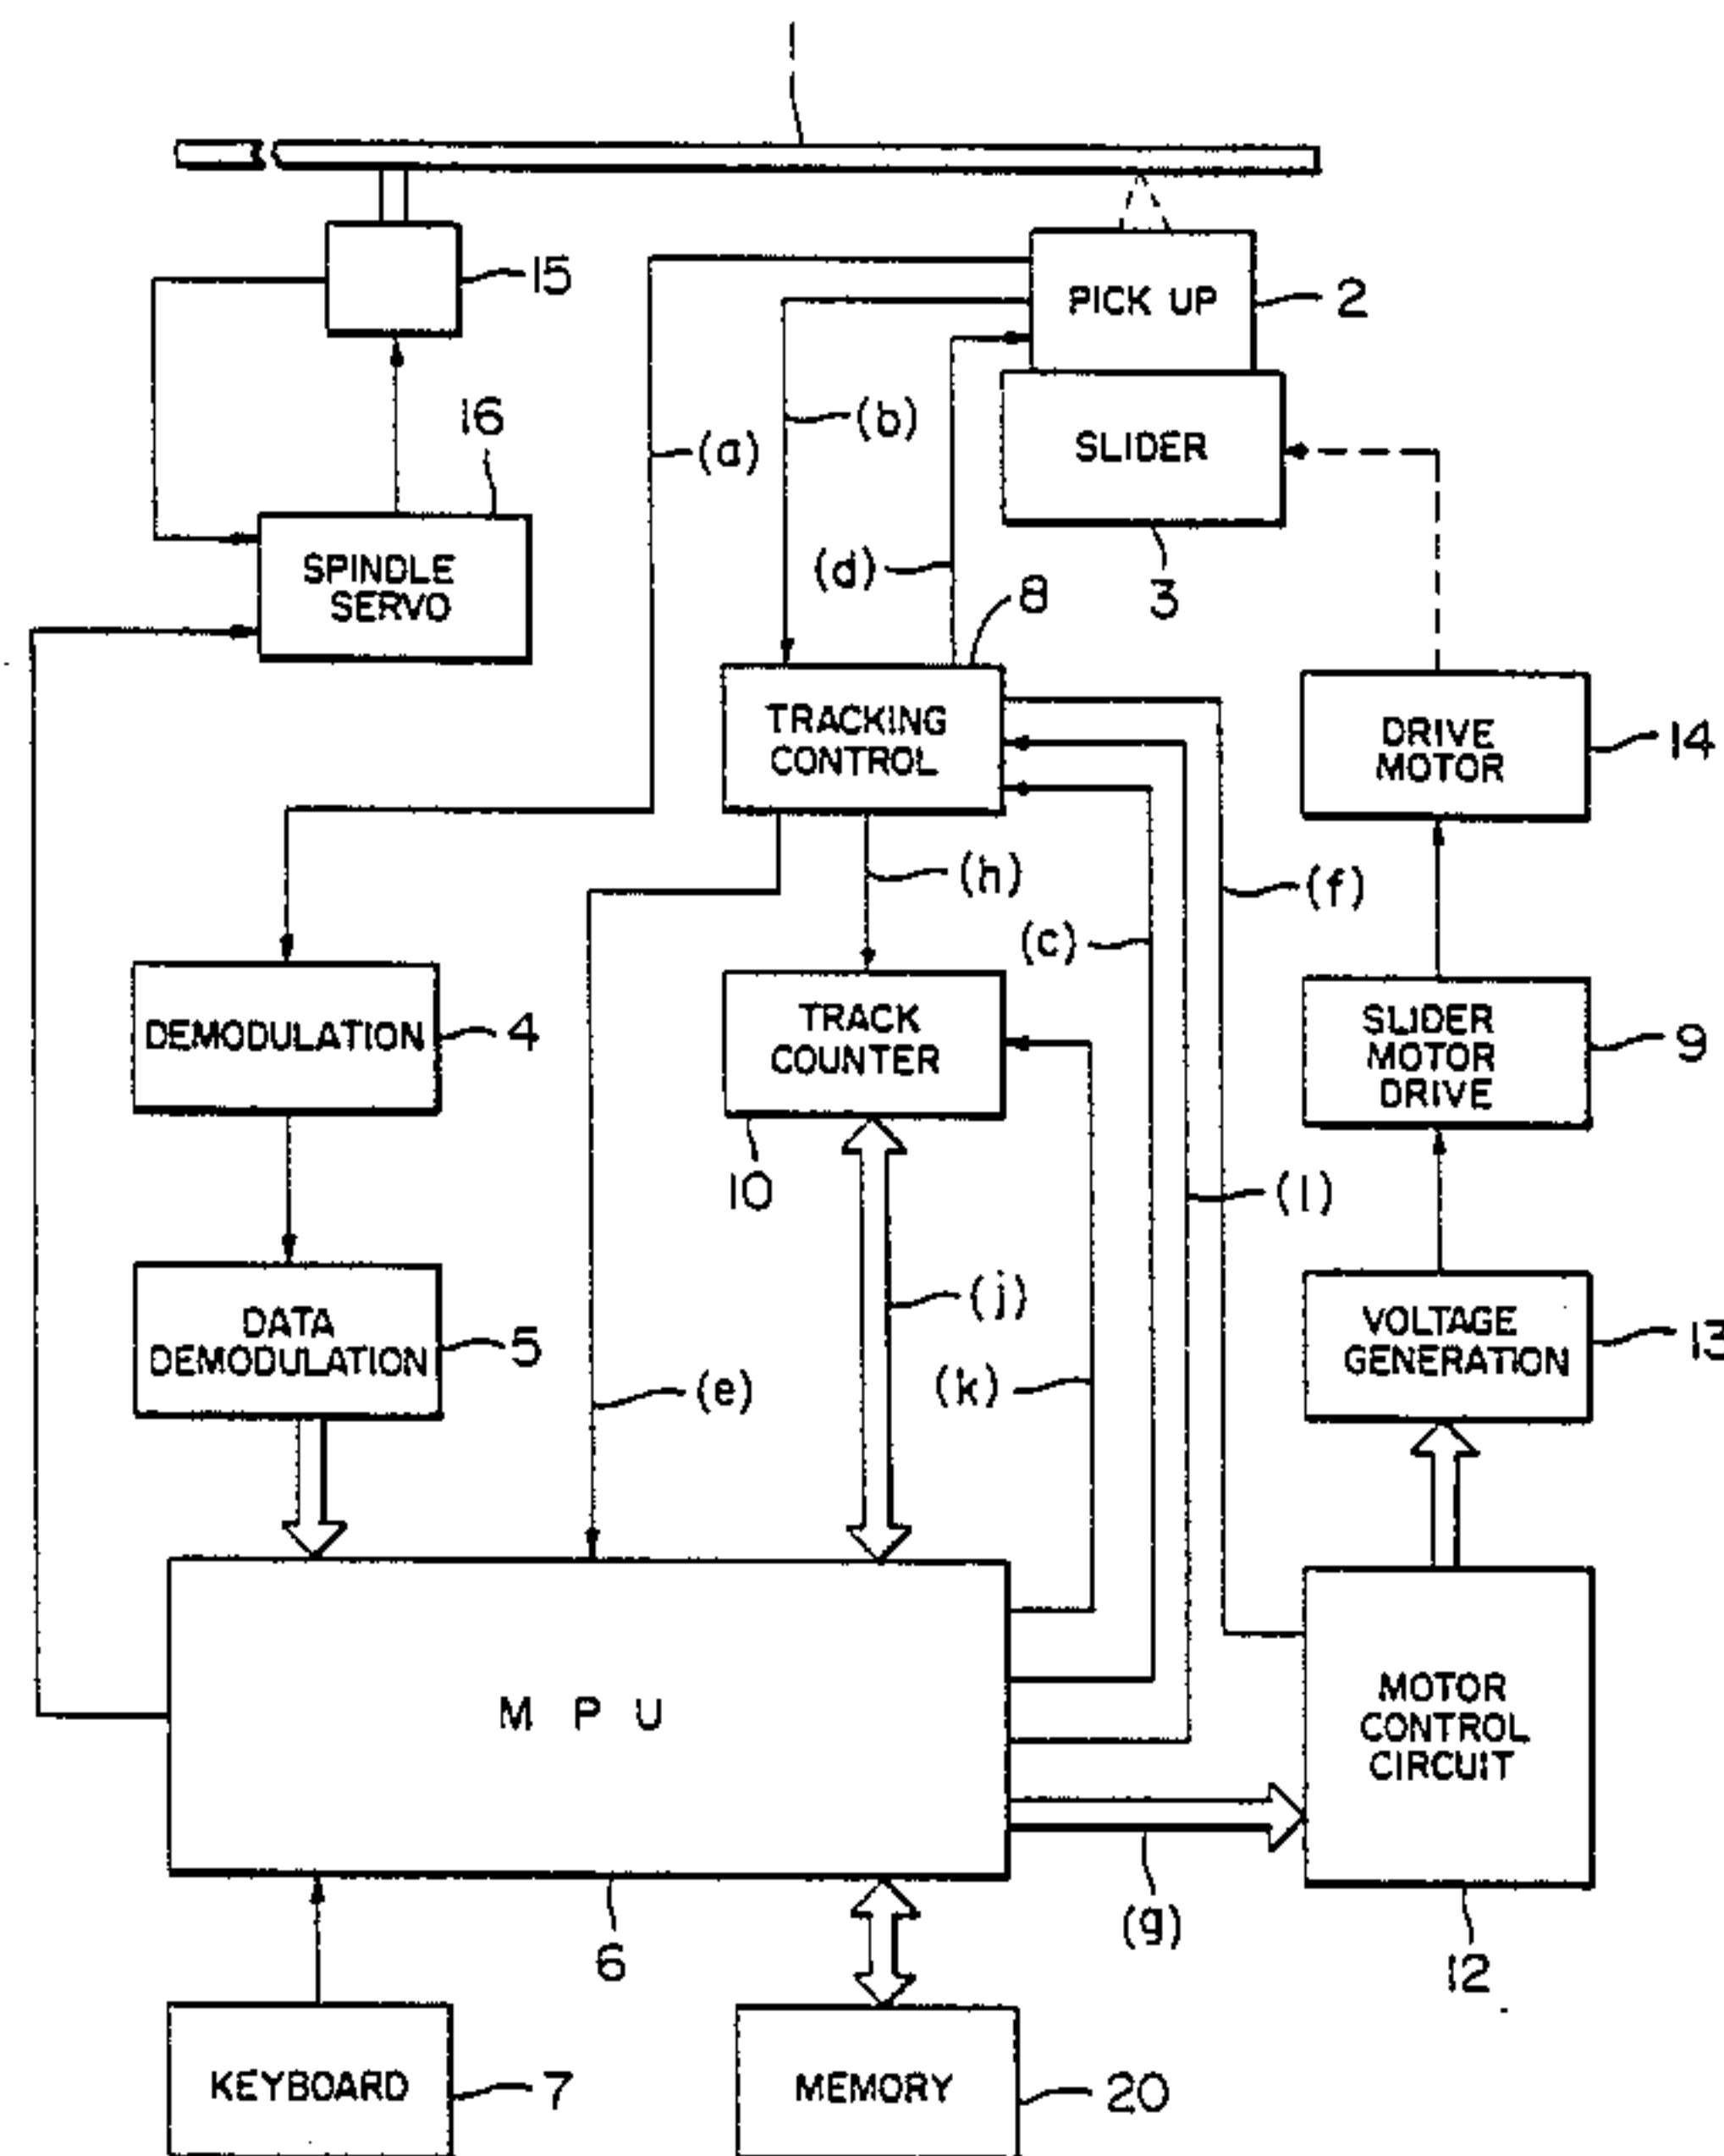 15
PICK UP
2
16
(b)
(a)
SLIDER
SPINDLE
SERVO
(d)
8
3
TRACKING
CONTROL
DRIVE
MOTOR
14
(h)
(f)
(c)
DEMODULATION
4
TRACK
COUNTER
SLIDER
MOTOR
DRIVE
9
10
(l)
(j)
DATA
DEMODULATION
5
VOLTAGE
GENERATION
13
(e)
(k)
M P U
MOTOR
CONTROL
CIRCUIT
(g)
6
12
KEYBOARD
7
MEMORY
20